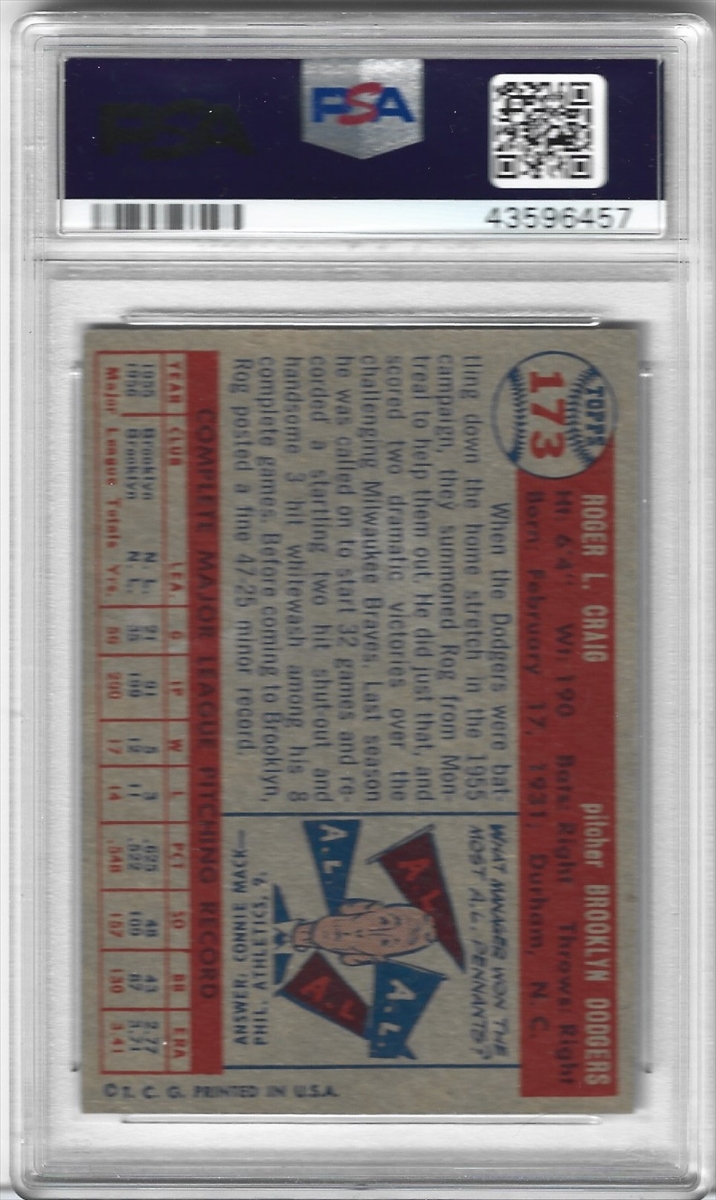 PSA
PSA
43596457
TOPPS
173
ROGER L. CRAIG pitcher BROOKLYN DODGERS
Ht: 6'4" Wt: 190 Bats: Right Throws: Right
Born: February 17, 1931, Durham, N. C.
When the Dodgers were bat-
tling down the home stretch in the 1955
campaign, they summoned Rog from Mon-
treal to help them out. He did just that, and
scored two dramatic victories over the
challenging Milwaukee Braves. Last season
he was called on to start 32 games and re-
corded a starting two hit shut-out and
handsome 3 hit whitewash among his 8
complete games. Before coming to Brooklyn,
Rog posted a fine 47-25 minor record.
WHAT MANAGER WON THE
MOST A.L. PENNANTS?
A.L.
A.L.
A.L.
A.L.
ANSWER: CONNIE MACK—
PHIL. ATHLETICS, 9.
COMPLETE MAJOR LEAGUE PITCHING RECORD
YEAR CLUB LEA G IP W L PCT SO BB ERA
1955 Brooklyn N. L. 21 91 5 3 .625 48 43 2.77
1956 Brooklyn N. L. 35 199 12 11 .522 109 87 3.71
Major League Totals Yrs. 290 17 14 .548 157 130 3.41
©T. C. G. PRINTED IN U.S.A.